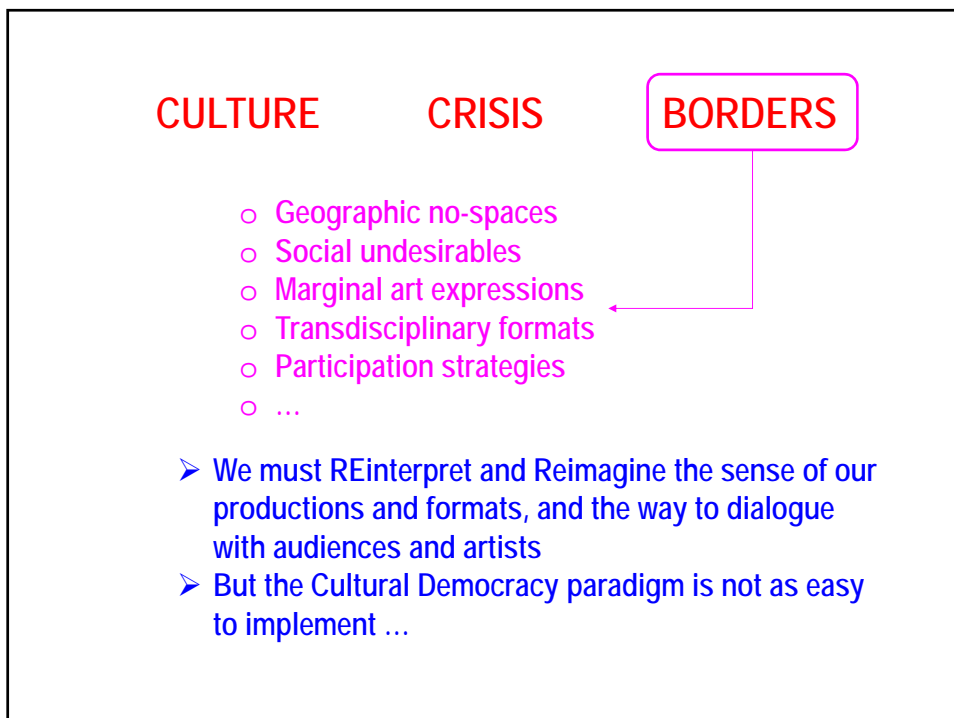 CULTURE CRISIS BORDERS
o Geographic no-spaces
o Social undesirables
o Marginal art expressions
o Transdisciplinary formats
o Participation strategies
o ...
➢ We must REinterpret and Reimagine the sense of our
productions and formats, and the way to dialogue
with audiences and artists
➢ But the Cultural Democracy paradigm is not as easy
to implement ...